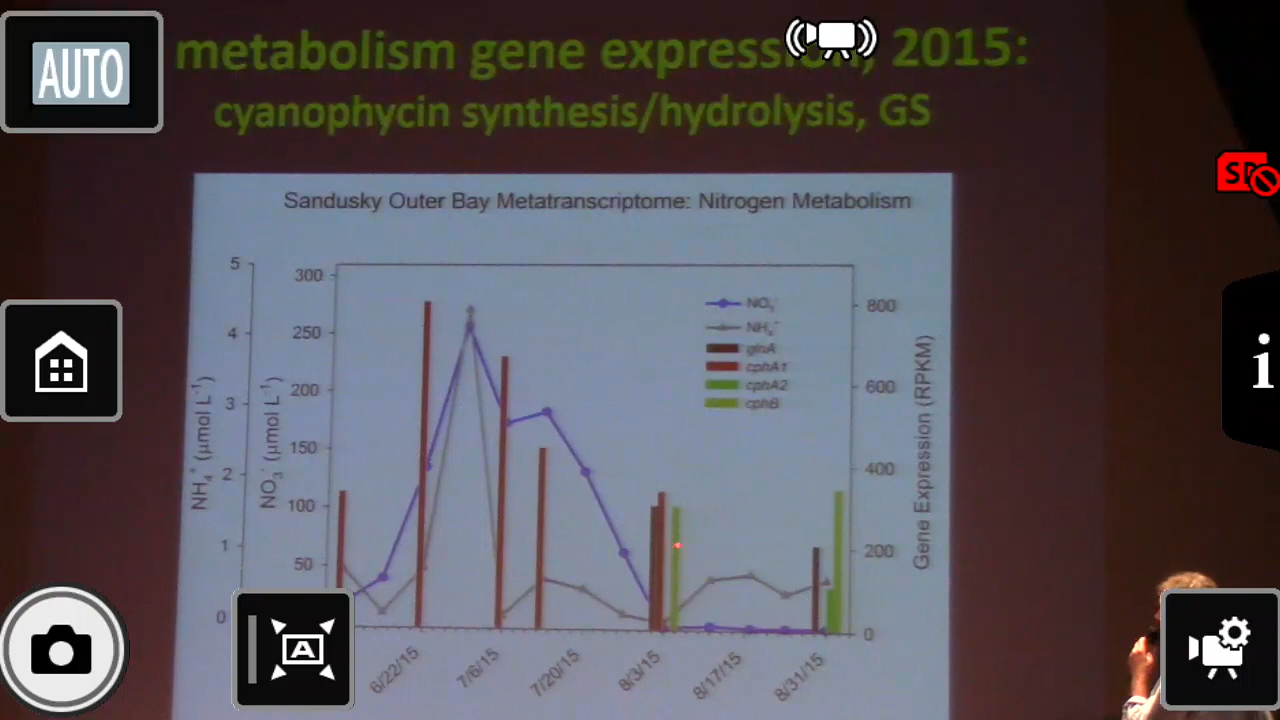 AUTO
metabolism gene expression, 2015:
cyanophycin synthesis/hydrolysis, GS
SD
Sandusky Outer Bay Metatranscriptome: Nitrogen Metabolism
5
4
3
2
1
0
NH₄⁺ (μmol L⁻¹)
300
250
200
150
100
50
NO₃⁻ (μmol L⁻¹)
NO₃⁻
NH₄⁺
glnA
cphA1
cphA2
cphB
800
600
400
200
0
Gene Expression (RPKM)
6/22/15
7/6/15
7/20/15
8/3/15
8/17/15
8/31/15
i
A